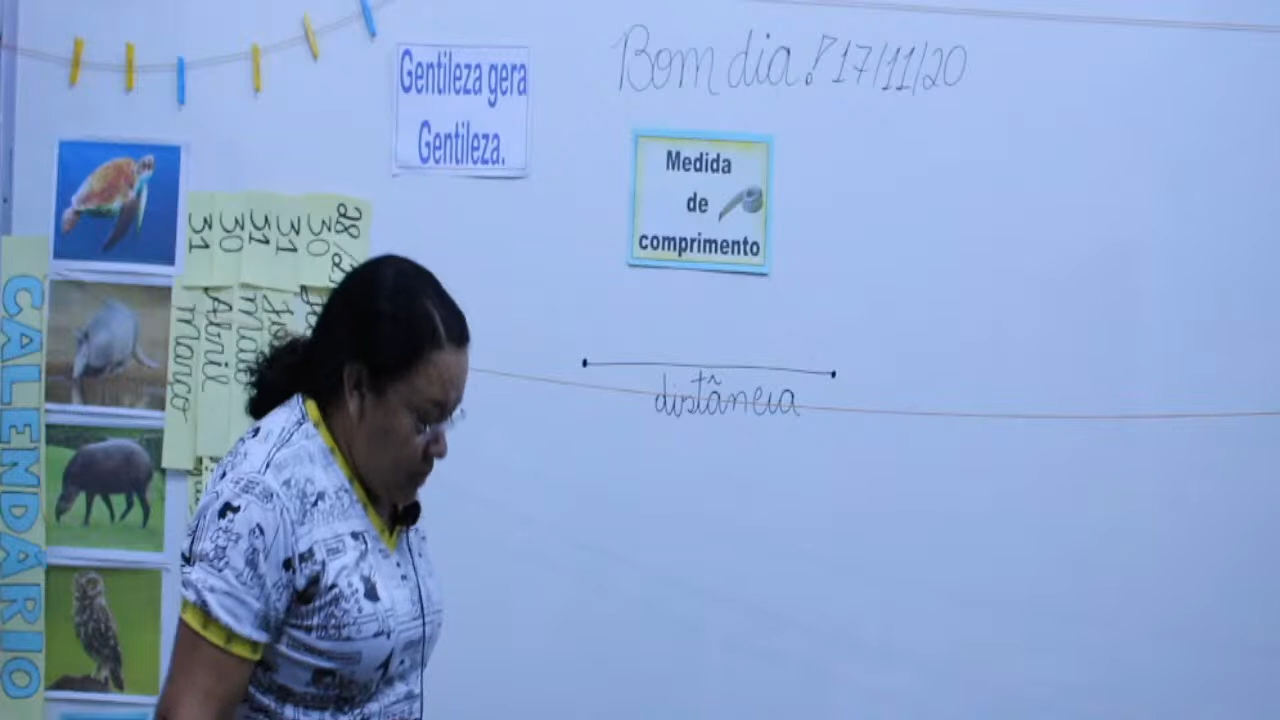 Bom dia! 17/11/20
Gentileza gera
Gentileza.
Medida
de
comprimento
distância
CALENDÁRIO
31
30
31
31
30
28/2
Março
Abril